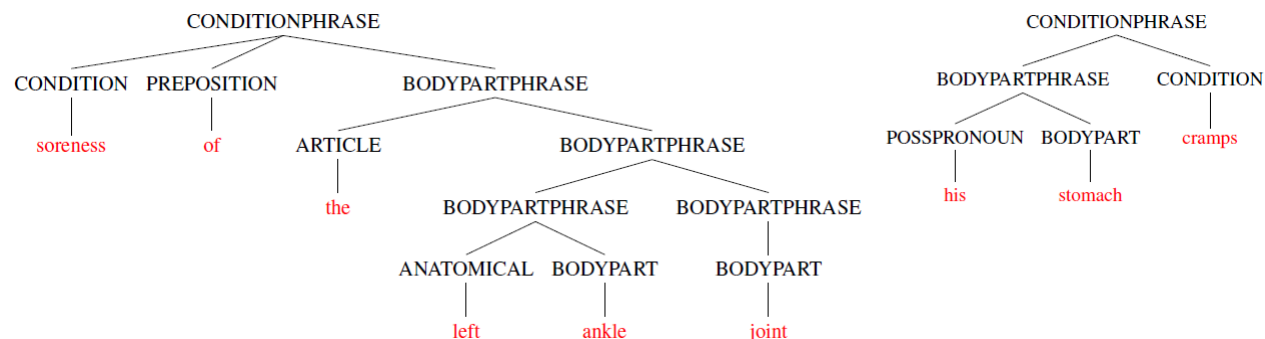 CONDITIONPHRASE
CONDITION PREPOSITION BODYPARTPHRASE
soreness of ARTICLE BODYPARTPHRASE
the BODYPARTPHRASE BODYPARTPHRASE
ANATOMICAL BODYPART BODYPART
left ankle joint
CONDITIONPHRASE
BODYPARTPHRASE CONDITION
POSSPRONOUN BODYPART cramps
his stomach